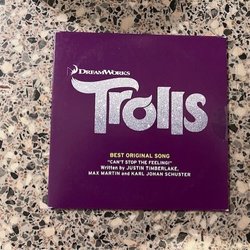 DREAMWORKS
Trolls
BEST ORIGINAL SONG
"CAN'T STOP THE FEELING!"
Written by JUSTIN TIMBERLAKE,
MAX MARTIN and KARL JOHAN SCHUSTER